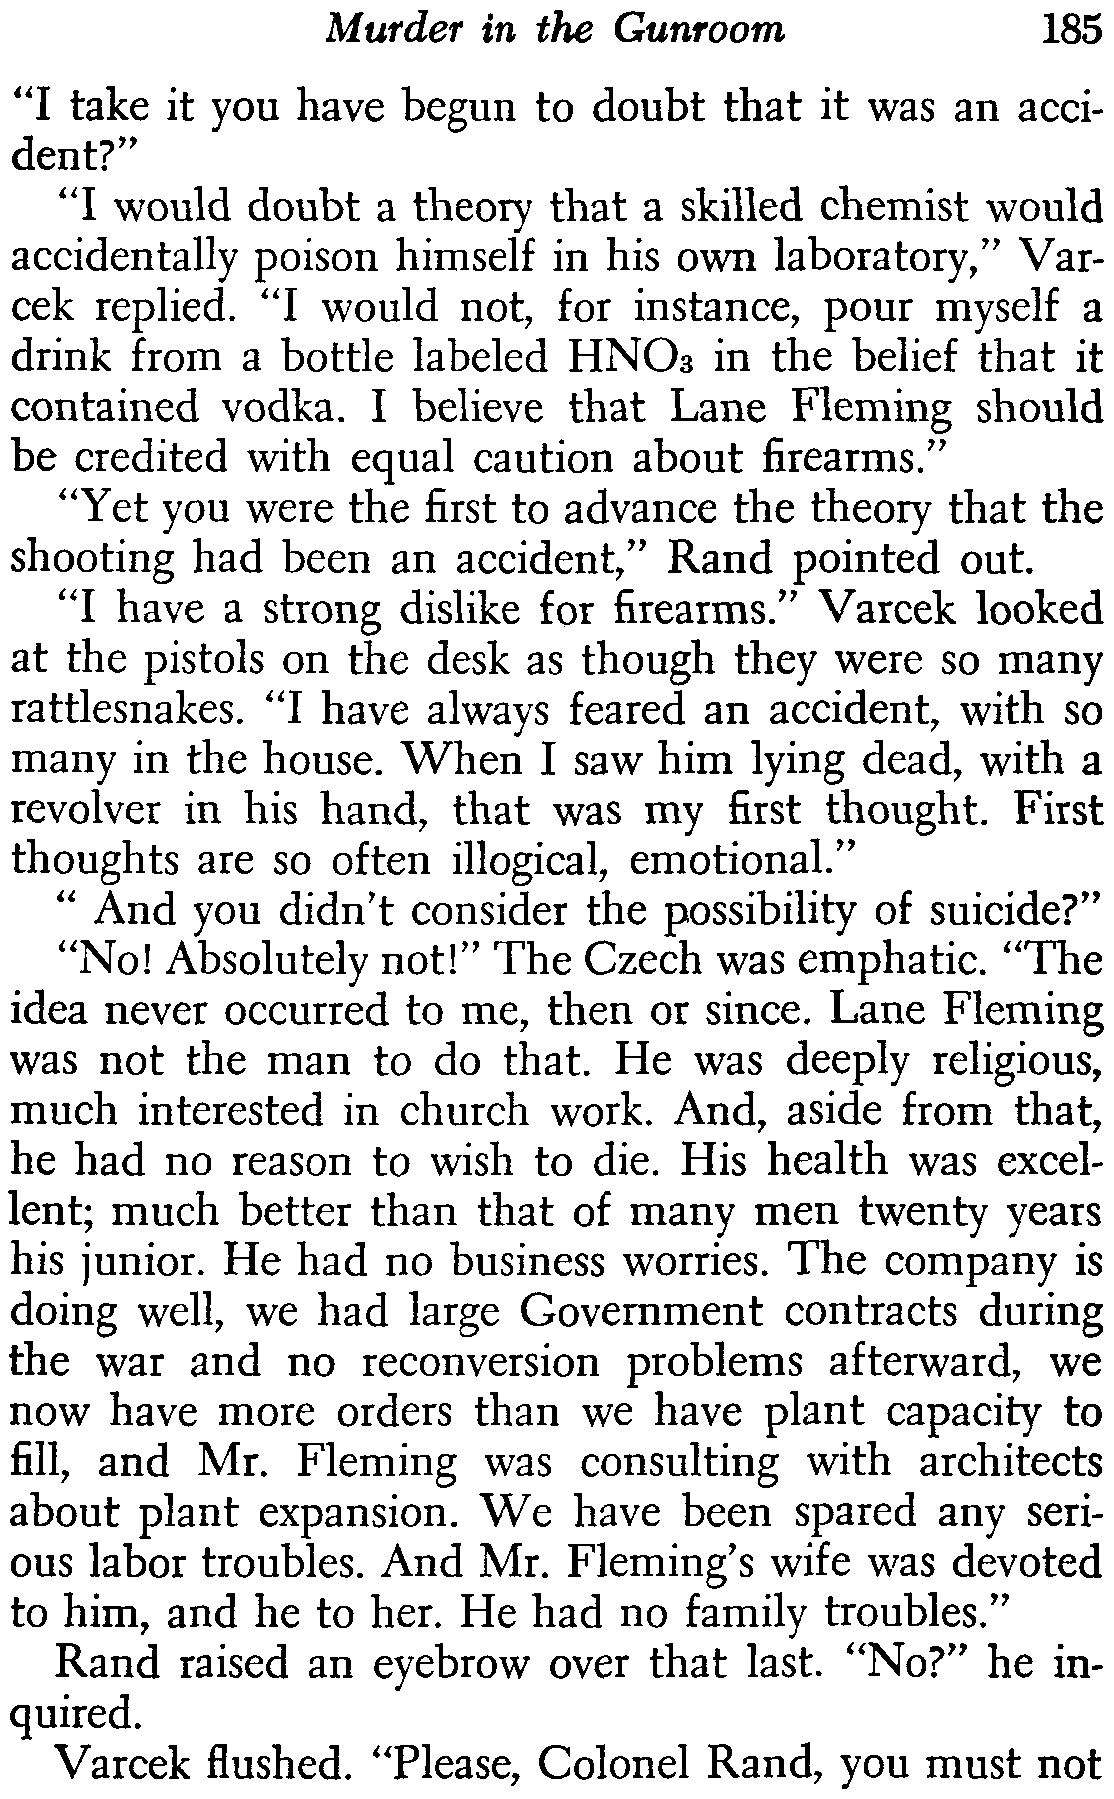 Murder in the Gunroom 185
“I take it you have begun to doubt that it was an acci-
dent?”
“I would doubt a theory that a skilled chemist would
accidentally poison himself in his own laboratory,” Var-
cek replied. “I would not, for instance, pour myself a
drink from a bottle labeled HNO₃ in the belief that it
contained vodka. I believe that Lane Fleming should
be credited with equal caution about firearms.”
“Yet you were the first to advance the theory that the
shooting had been an accident,” Rand pointed out.
“I have a strong dislike for firearms.” Varcek looked
at the pistols on the desk as though they were so many
rattlesnakes. “I have always feared an accident, with so
many in the house. When I saw him lying dead, with a
revolver in his hand, that was my first thought. First
thoughts are so often illogical, emotional.”
“ And you didn't consider the possibility of suicide?”
“No! Absolutely not!” The Czech was emphatic. “The
idea never occurred to me, then or since. Lane Fleming
was not the man to do that. He was deeply religious,
much interested in church work. And, aside from that,
he had no reason to wish to die. His health was excel-
lent; much better than that of many men twenty years
his junior. He had no business worries. The company is
doing well, we had large Government contracts during
the war and no reconversion problems afterward, we
now have more orders than we have plant capacity to
fill, and Mr. Fleming was consulting with architects
about plant expansion. We have been spared any seri-
ous labor troubles. And Mr. Fleming's wife was devoted
to him, and he to her. He had no family troubles.”
Rand raised an eyebrow over that last. “No?” he in-
quired.
Varcek flushed. “Please, Colonel Rand, you must not